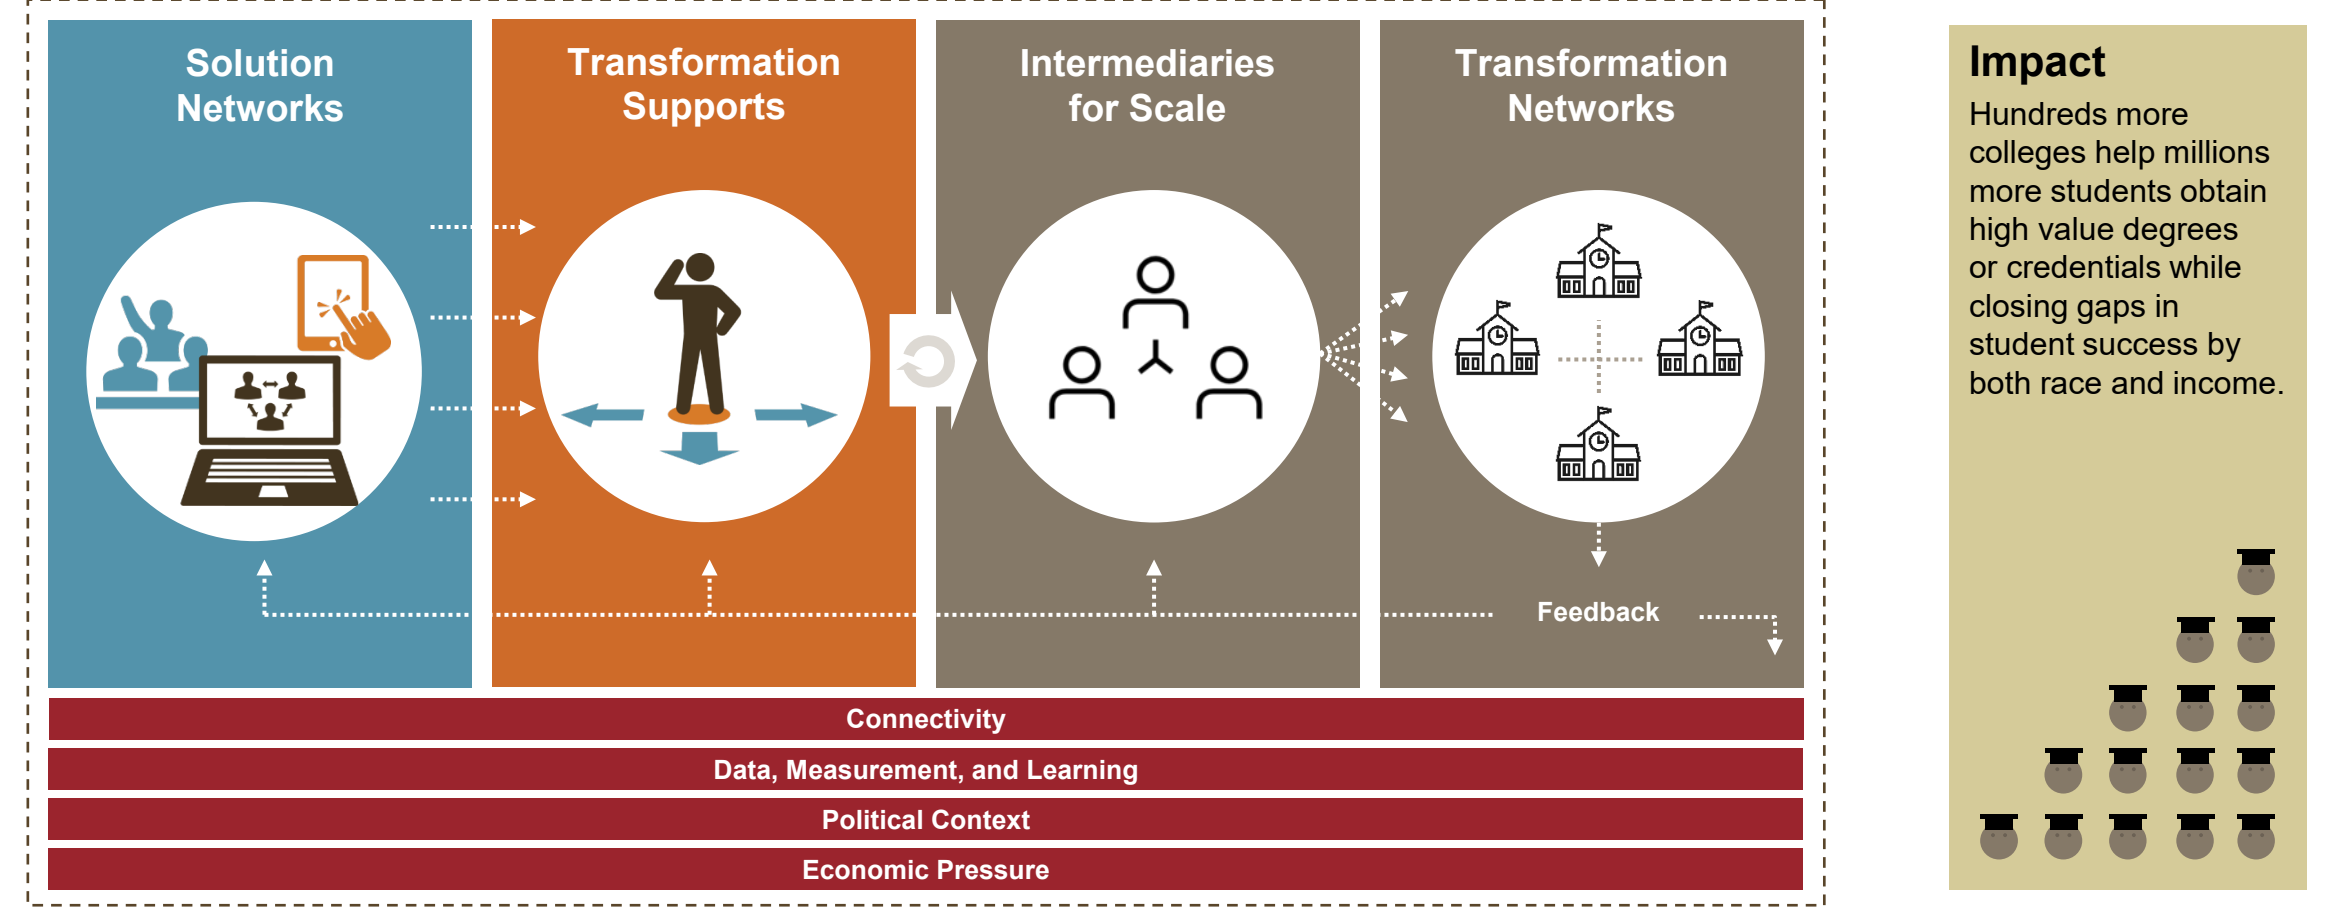 Solution
Networks
Transformation
Supports
Intermediaries
for Scale
Transformation
Networks
Feedback
Connectivity
Data, Measurement, and Learning
Political Context
Economic Pressure
Impact
Hundreds more
colleges help millions
more students obtain
high value degrees
or credentials while
closing gaps in
student success by
both race and income.